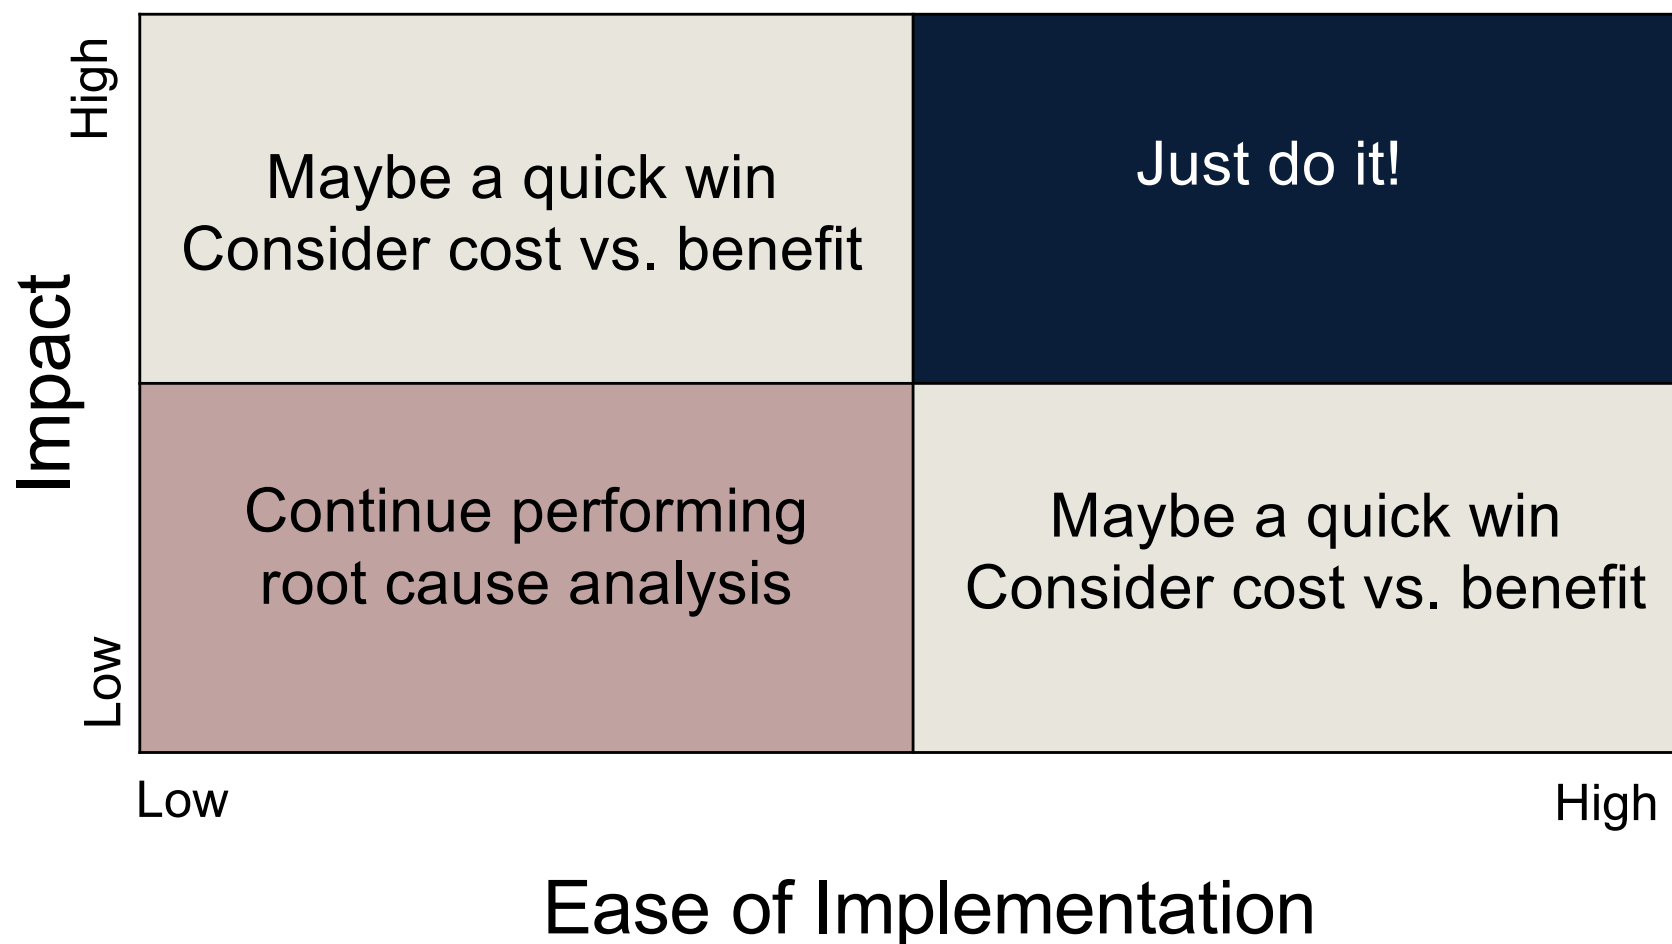 High
Maybe a quick win
Consider cost vs. benefit
Just do it!
Impact
Continue performing
root cause analysis
Maybe a quick win
Consider cost vs. benefit
Low
Low
High
Ease of Implementation